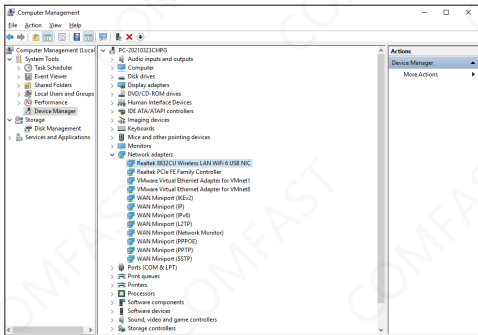 Computer Management
File Action View Help
Computer Management (Local
System Tools
Task Scheduler
Event Viewer
Shared Folders
Local Users and Groups
Performance
Device Manager
Storage
Disk Management
Services and Applications
PC-20210323CHPG
Audio inputs and outputs
Computer
Disk drives
Display adapters
DVD/CD-ROM drives
Human Interface Devices
IDE ATA/ATAPI controllers
Imaging devices
Keyboards
Mice and other pointing devices
Monitors
Network adapters
Realtek 8832CU Wireless LAN WiFi 6 USB NIC
Realtek PCIe FE Family Controller
VMware Virtual Ethernet Adapter for VMnet1
VMware Virtual Ethernet Adapter for VMnet8
WAN Miniport (IKEv2)
WAN Miniport (IP)
WAN Miniport (IPv6)
WAN Miniport (L2TP)
WAN Miniport (Network Monitor)
WAN Miniport (PPPOE)
WAN Miniport (PPTP)
WAN Miniport (SSTP)
Ports (COM & LPT)
Print queues
Printers
Processors
Software components
Software devices
Sound, video and game controllers
Storage controllers
Actions
Device Manager
More Actions
COMFAST